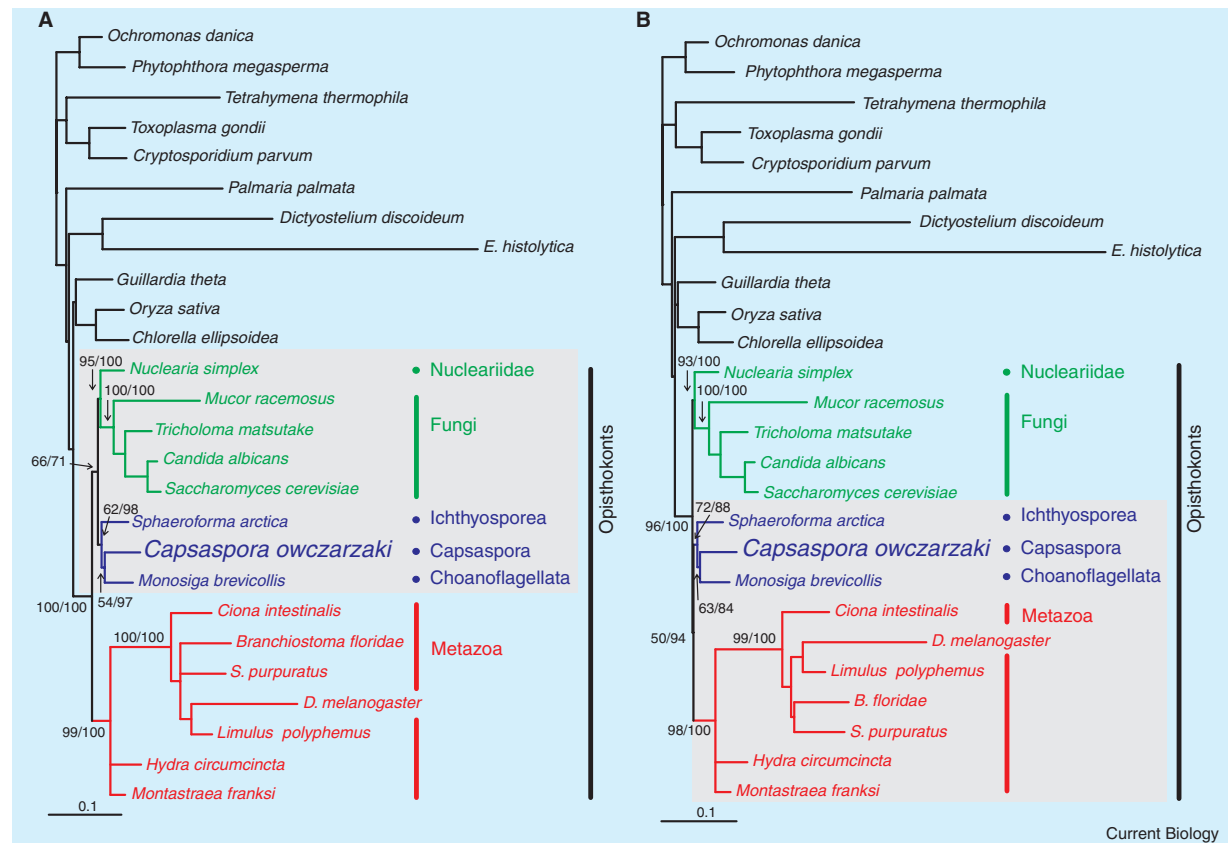 A
Ochromonas danica
Phytophthora megasperma
Tetrahymena thermophila
Toxoplasma gondii
Cryptosporidium parvum
Palmaria palmata
Dictyostelium discoideum
E. histolytica
Guillardia theta
Oryza sativa
Chlorella ellipsoidea
95/100
Nuclearia simplex
Nucleariidae
100/100
Mucor racemosus
Fungi
Tricholoma matsutake
66/71
Candida albicans
Saccharomyces cerevisiae
62/98
Sphaeroforma arctica
Ichthyosporea
Capsaspora owczarzaki
Capsaspora
Monosiga brevicollis
Choanoflagellata
54/97
100/100
Ciona intestinalis
100/100
Branchiostoma floridae
Metazoa
S. purpuratus
D. melanogaster
99/100
Limulus polyphemus
Hydra circumcincta
Montastraea franksi
Opisthokonts
0.1
B
Ochromonas danica
Phytophthora megasperma
Tetrahymena thermophila
Toxoplasma gondii
Cryptosporidium parvum
Palmaria palmata
Dictyostelium discoideum
E. histolytica
Guillardia theta
Oryza sativa
Chlorella ellipsoidea
93/100
Nuclearia simplex
Nucleariidae
100/100
Mucor racemosus
Fungi
Tricholoma matsutake
Candida albicans
Saccharomyces cerevisiae
72/88
96/100
Sphaeroforma arctica
Ichthyosporea
Capsaspora owczarzaki
Capsaspora
Monosiga brevicollis
Choanoflagellata
63/84
Ciona intestinalis
Metazoa
50/94
99/100
D. melanogaster
Limulus polyphemus
B. floridae
98/100
S. purpuratus
Hydra circumcincta
Montastraea franksi
Opisthokonts
0.1
Current Biology